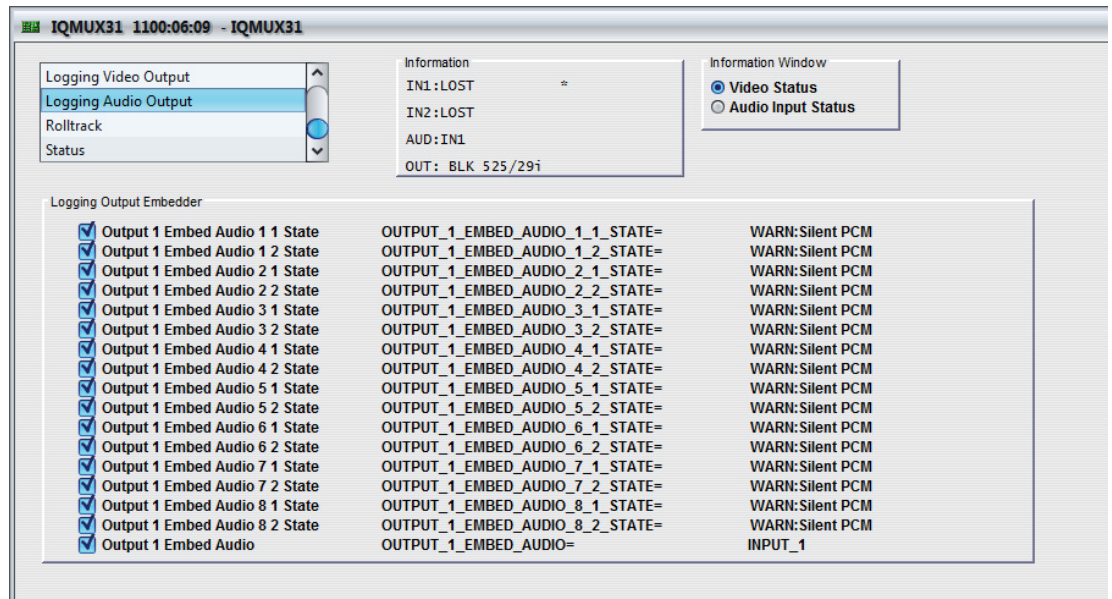 IQMUX31 1100:06:09 - IQMUX31
Logging Video Output
Logging Audio Output
Rolltrack
Status
Information
IN1:LOST *
IN2:LOST
AUD:IN1
OUT: BLK 525/29i
Information Window
Video Status
Audio Input Status
Logging Output Embedder
Output 1 Embed Audio 1 1 State OUTPUT_1_EMBED_AUDIO_1_1_STATE= WARN:Silent PCM
Output 1 Embed Audio 1 2 State OUTPUT_1_EMBED_AUDIO_1_2_STATE= WARN:Silent PCM
Output 1 Embed Audio 2 1 State OUTPUT_1_EMBED_AUDIO_2_1_STATE= WARN:Silent PCM
Output 1 Embed Audio 2 2 State OUTPUT_1_EMBED_AUDIO_2_2_STATE= WARN:Silent PCM
Output 1 Embed Audio 3 1 State OUTPUT_1_EMBED_AUDIO_3_1_STATE= WARN:Silent PCM
Output 1 Embed Audio 3 2 State OUTPUT_1_EMBED_AUDIO_3_2_STATE= WARN:Silent PCM
Output 1 Embed Audio 4 1 State OUTPUT_1_EMBED_AUDIO_4_1_STATE= WARN:Silent PCM
Output 1 Embed Audio 4 2 State OUTPUT_1_EMBED_AUDIO_4_2_STATE= WARN:Silent PCM
Output 1 Embed Audio 5 1 State OUTPUT_1_EMBED_AUDIO_5_1_STATE= WARN:Silent PCM
Output 1 Embed Audio 5 2 State OUTPUT_1_EMBED_AUDIO_5_2_STATE= WARN:Silent PCM
Output 1 Embed Audio 6 1 State OUTPUT_1_EMBED_AUDIO_6_1_STATE= WARN:Silent PCM
Output 1 Embed Audio 6 2 State OUTPUT_1_EMBED_AUDIO_6_2_STATE= WARN:Silent PCM
Output 1 Embed Audio 7 1 State OUTPUT_1_EMBED_AUDIO_7_1_STATE= WARN:Silent PCM
Output 1 Embed Audio 7 2 State OUTPUT_1_EMBED_AUDIO_7_2_STATE= WARN:Silent PCM
Output 1 Embed Audio 8 1 State OUTPUT_1_EMBED_AUDIO_8_1_STATE= WARN:Silent PCM
Output 1 Embed Audio 8 2 State OUTPUT_1_EMBED_AUDIO_8_2_STATE= WARN:Silent PCM
Output 1 Embed Audio OUTPUT_1_EMBED_AUDIO= INPUT_1